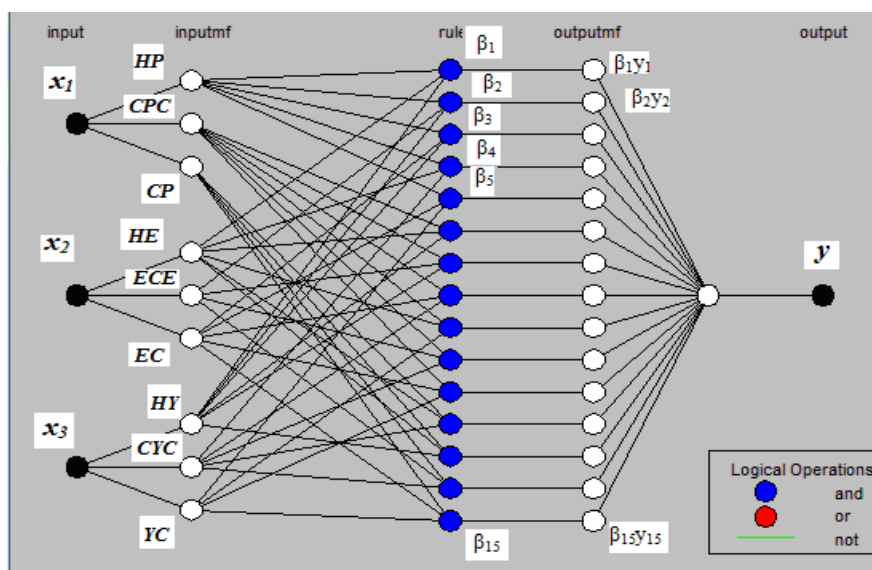 input inputmf rule outputmf output
HP β₁ β₁y₁
x₁ β₂ β₂y₂
CPC β₃
β₄
CP β₅
HE
x₂ y
ECE
EC
HY
x₃
CYC
YC
β₁₅ β₁₅y₁₅
Logical Operations
and
or
not